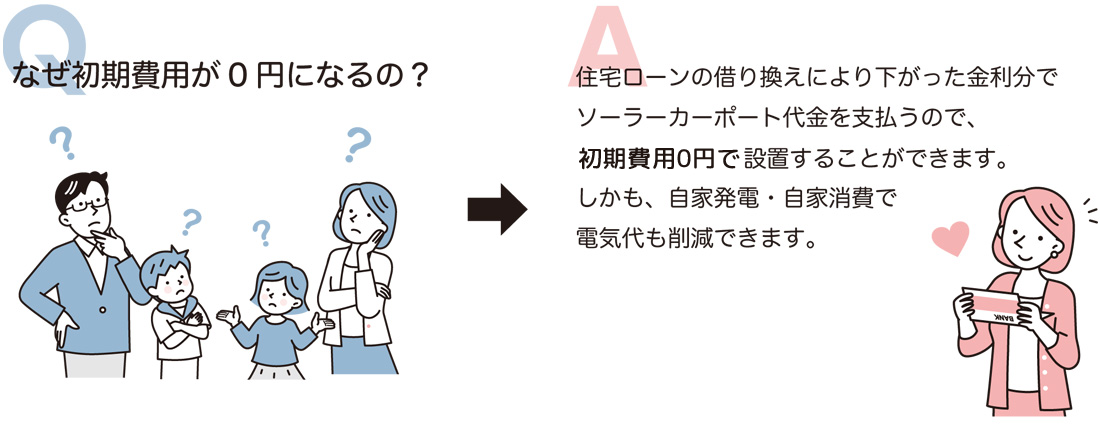 Q
なぜ初期費用が0円になるの?
? ? ? ?
A
住宅ローンの借り換えにより下がった金利分で
ソーラーカーポート代金を支払うので、
初期費用0円で設置することができます。
しかも、自家発電・自家消費で
電気代も削減できます。
BANK